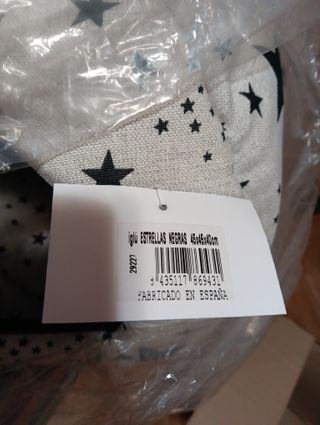 iglú ESTRELLAS NEGRAS 45x45x40cm
29227
8 435117 869431
FABRICADO EN ESPAÑA